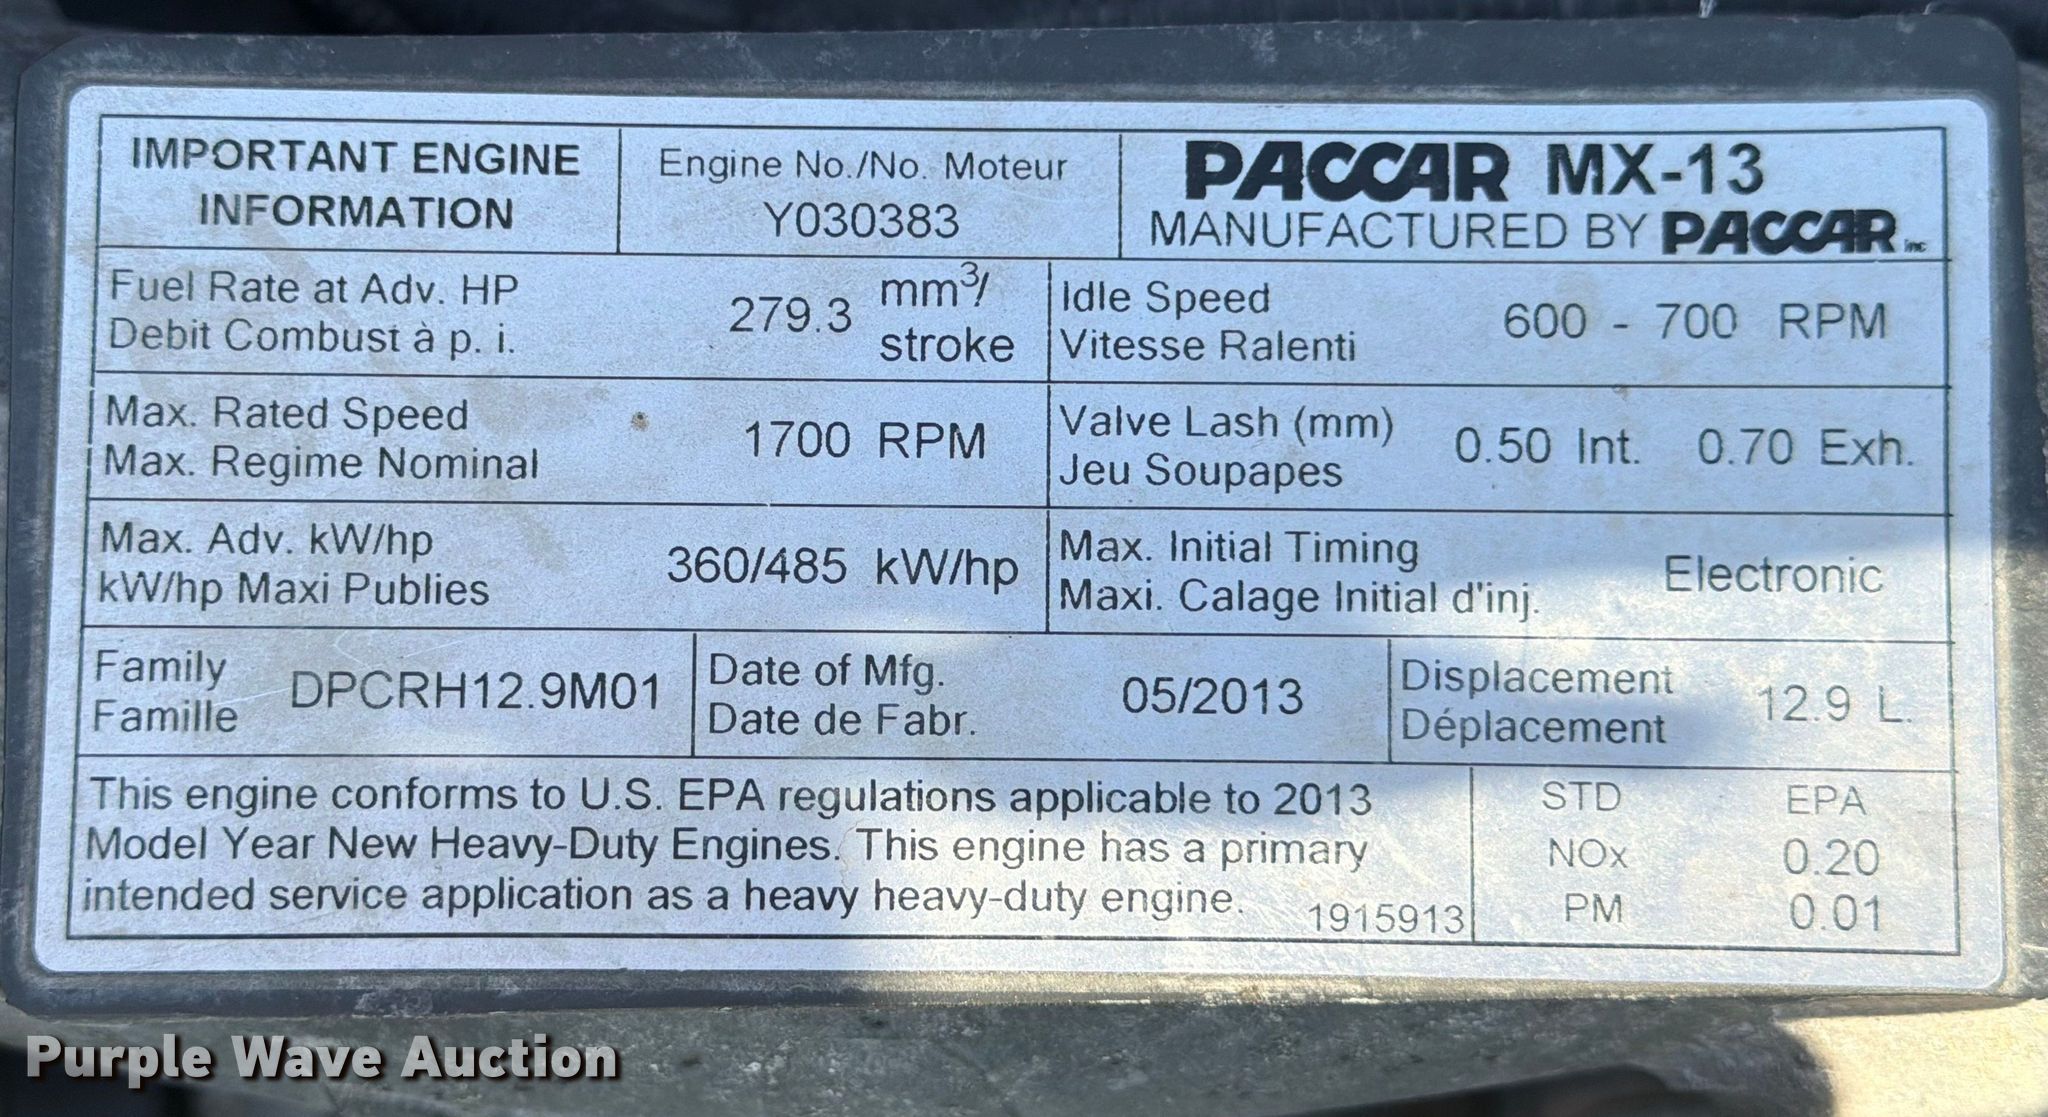 IMPORTANT ENGINE
INFORMATION
Engine No./No. Moteur
Y030383
PACCAR MX-13
MANUFACTURED BY PACCAR inc
Fuel Rate at Adv. HP
Debit Combust à p. i.
279.3 mm³/
stroke
Idle Speed
Vitesse Ralenti
600 - 700 RPM
Max. Rated Speed
Max. Regime Nominal
1700 RPM
Valve Lash (mm)
Jeu Soupapes
0.50 Int. 0.70 Exh.
Max. Adv. kW/hp
kW/hp Maxi Publies
360/485 kW/hp
Max. Initial Timing
Maxi. Calage Initial d'inj.
Electronic
Family
Famille
DPCRH12.9M01
Date of Mfg.
Date de Fabr.
05/2013
Displacement
Déplacement
12.9 L.
This engine conforms to U.S. EPA regulations applicable to 2013
Model Year New Heavy-Duty Engines. This engine has a primary
intended service application as a heavy heavy-duty engine.
1915913
STD EPA
NOx 0.20
PM 0.01
Purple Wave Auction